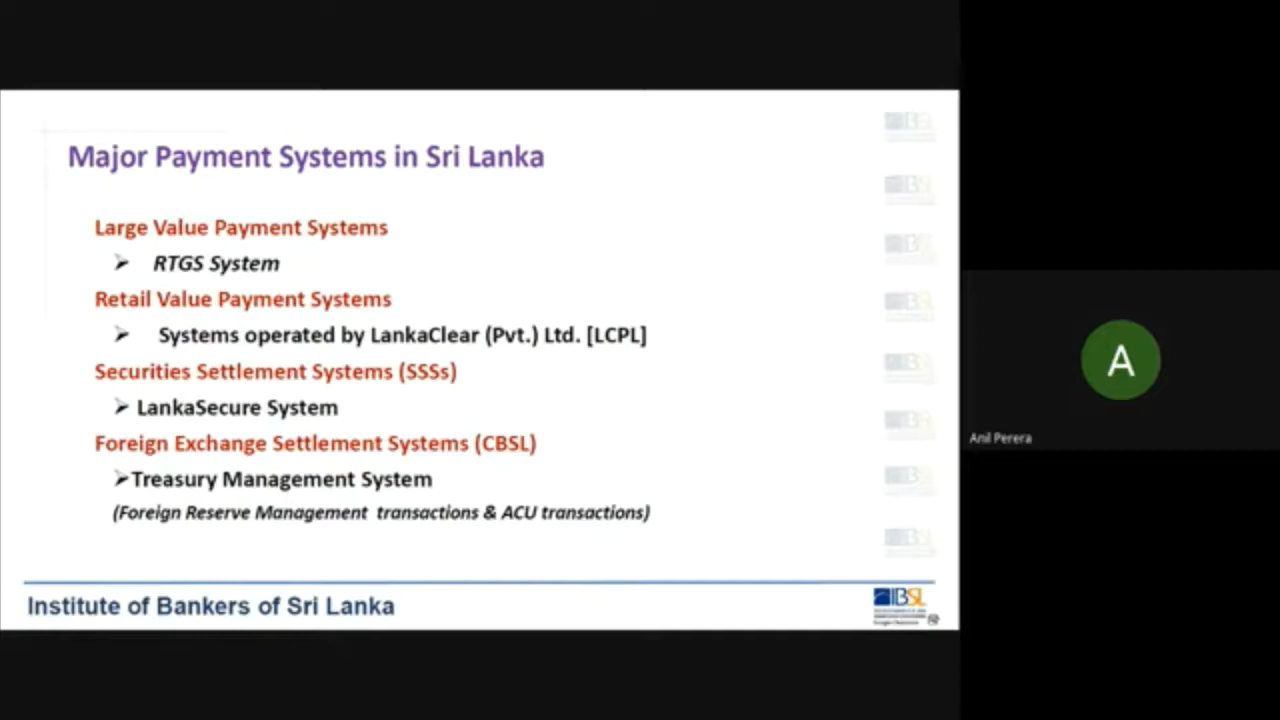 Major Payment Systems in Sri Lanka
Large Value Payment Systems
➢ RTGS System
Retail Value Payment Systems
➢ Systems operated by LankaClear (Pvt.) Ltd. [LCPL]
Securities Settlement Systems (SSSs)
➢ LankaSecure System
Foreign Exchange Settlement Systems (CBSL)
➢Treasury Management System
(Foreign Reserve Management transactions & ACU transactions)
Institute of Bankers of Sri Lanka
IBSL
A
Anil Perera